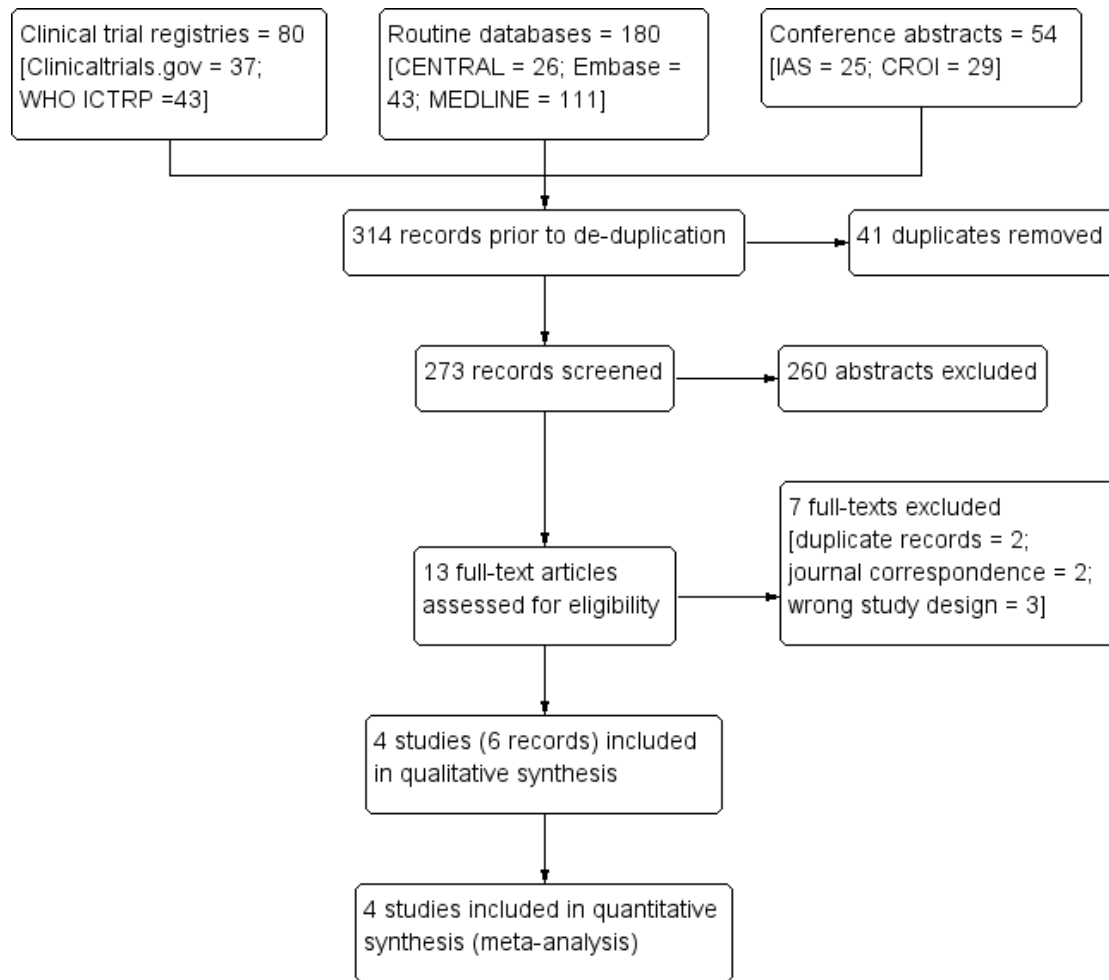 Clinical trial registries = 80
[Clinicaltrials.gov = 37;
WHO ICTRP =43]
Routine databases = 180
[CENTRAL = 26; Embase =
43; MEDLINE = 111]
Conference abstracts = 54
[IAS = 25; CROI = 29]
314 records prior to de-duplication
41 duplicates removed
273 records screened
260 abstracts excluded
7 full-texts excluded
[duplicate records = 2;
journal correspondence = 2;
wrong study design = 3]
13 full-text articles
assessed for eligibility
4 studies (6 records) included
in qualitative synthesis
4 studies included in quantitative
synthesis (meta-analysis)